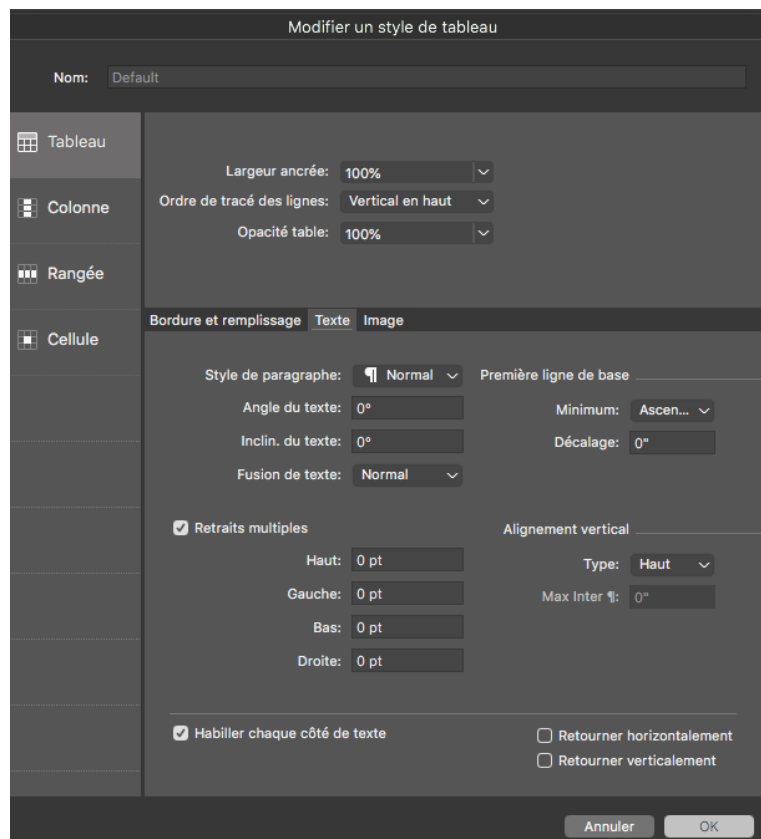 Modifier un style de tableau
Nom: Default
Tableau
Colonne
Rangée
Cellule
Largeur ancrée: 100%
Ordre de tracé des lignes: Vertical en haut
Opacité table: 100%
Bordure et remplissage Texte Image
Style de paragraphe: ¶ Normal
Angle du texte: 0°
Inclin. du texte: 0°
Fusion de texte: Normal
Première ligne de base
Minimum: Ascen...
Décalage: 0"
Retraits multiples
Haut: 0 pt
Gauche: 0 pt
Bas: 0 pt
Droite: 0 pt
Alignement vertical
Type: Haut
Max Inter ¶: 0"
Habiller chaque côté de texte
Retourner horizontalement
Retourner verticalement
Annuler OK